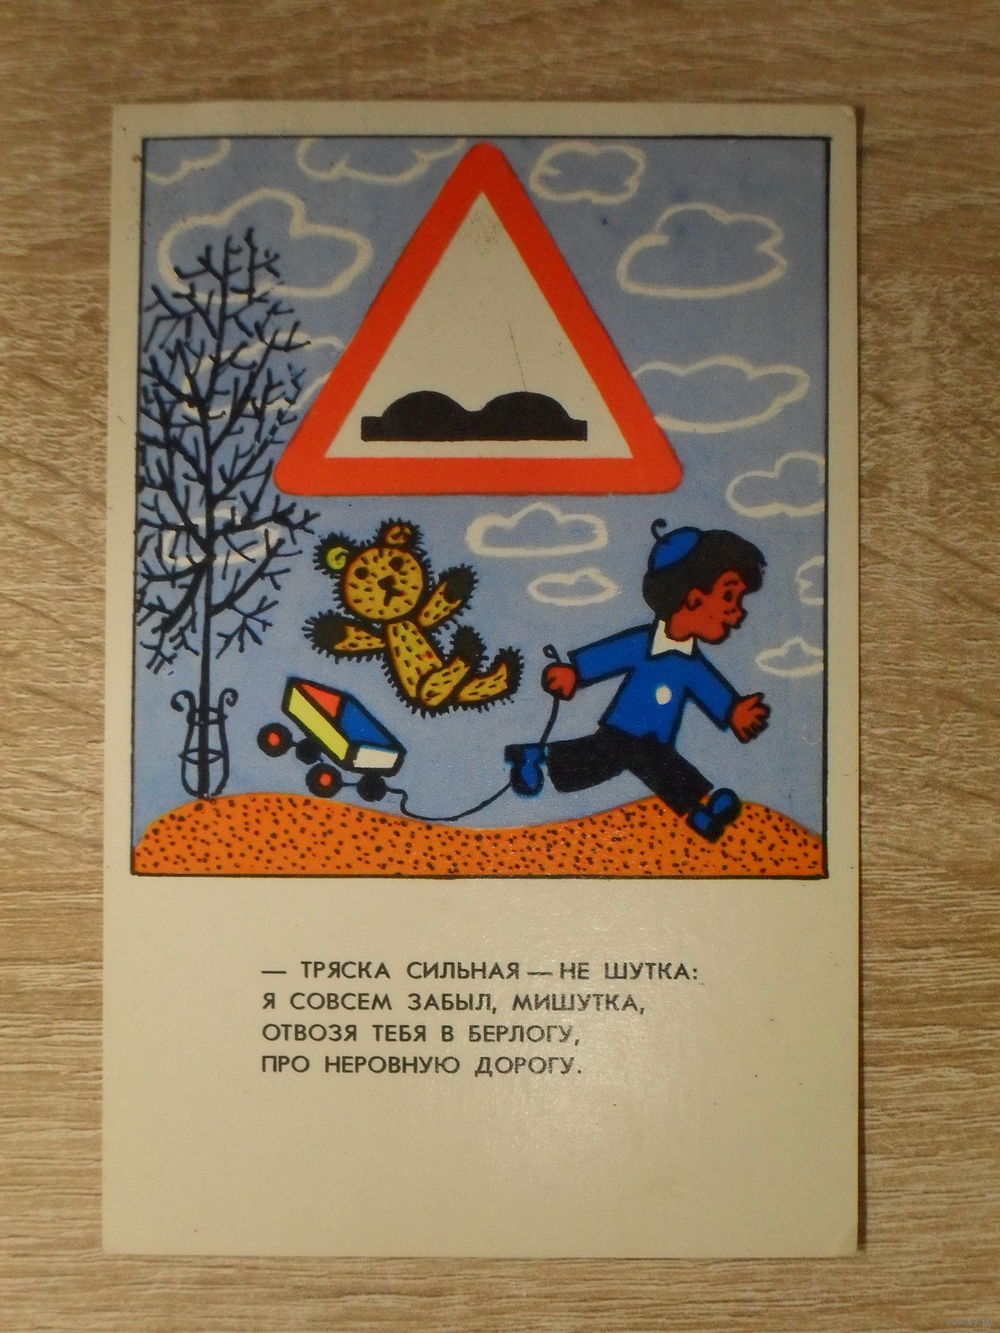 — ТРЯСКА СИЛЬНАЯ — НЕ ШУТКА:
Я СОВСЕМ ЗАБЫЛ, МИШУТКА,
ОТВОЗЯ ТЕБЯ В БЕРЛОГУ,
ПРО НЕРОВНУЮ ДОРОГУ.